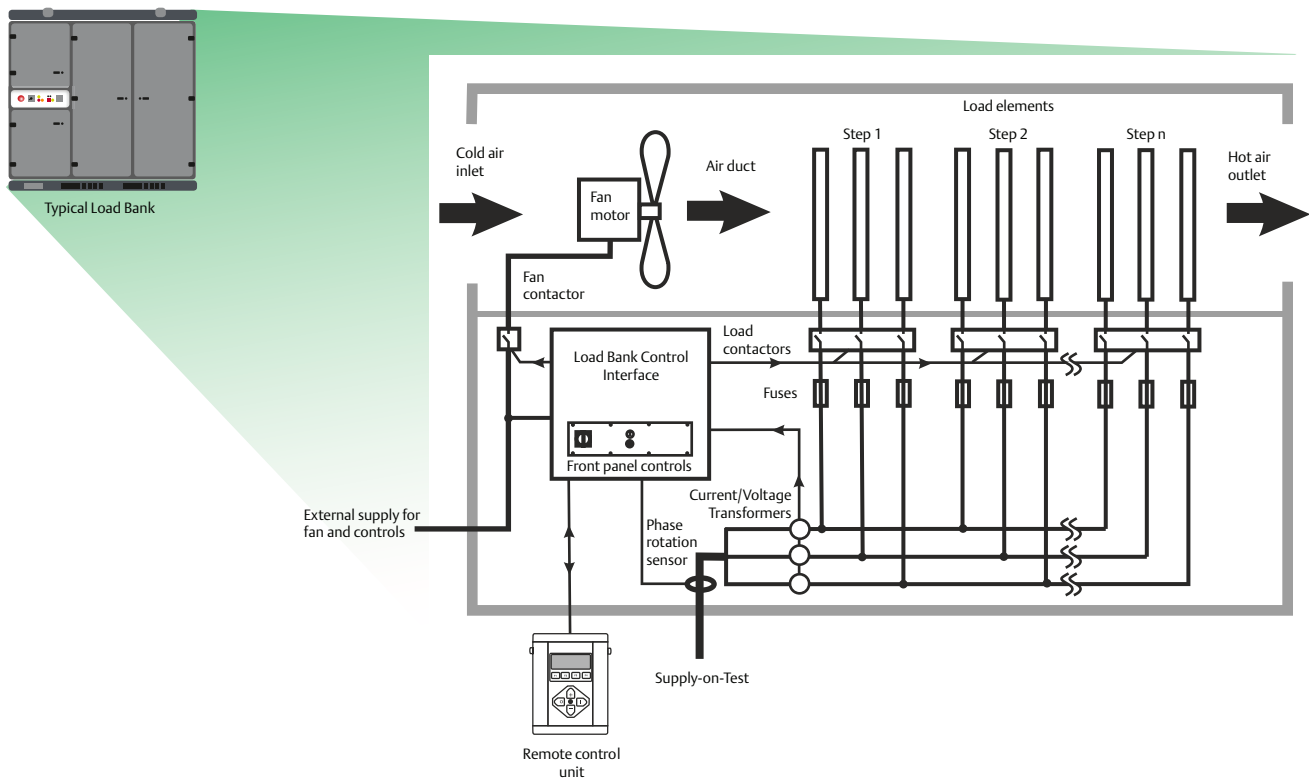 Typical Load Bank
Load elements
Step 1
Step 2
Step n
Cold air
inlet
Fan
motor
Air duct
Hot air
outlet
Fan
contactor
Load Bank Control
Interface
Load
contactors
Fuses
Front panel controls
Current/Voltage
Transformers
External supply for
fan and controls
Phase
rotation
sensor
Supply-on-Test
Remote control
unit